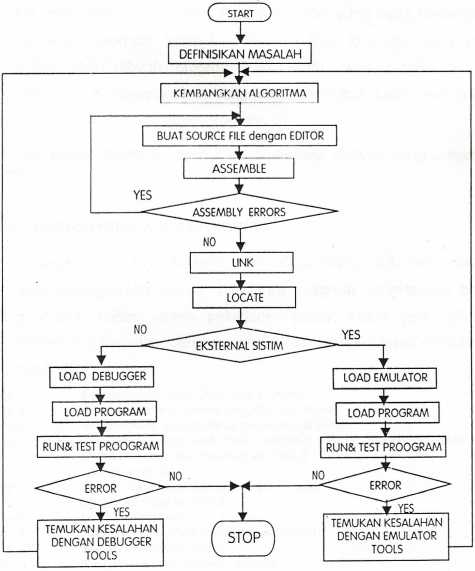 START
DEFINISIKAN MASALAH
KEMBANGKAN ALGORITMA
BUAT SOURCE FILE dengan EDITOR
ASSEMBLE
YES
ASSEMBLY ERRORS
NO
LINK
LOCATE
NO
EKSTERNAL SISTIM
YES
LOAD DEBUGGER
LOAD EMULATOR
LOAD PROGRAM
LOAD PROGRAM
RUN& TEST PROOGRAM
RUN& TEST PROOGRAM
ERROR
NO
NO
ERROR
YES
YES
TEMUKAN KESALAHAN
DENGAN DEBUGGER
TOOLS
STOP
TEMUKAN KESALAHAN
DENGAN EMULATOR
TOOLS